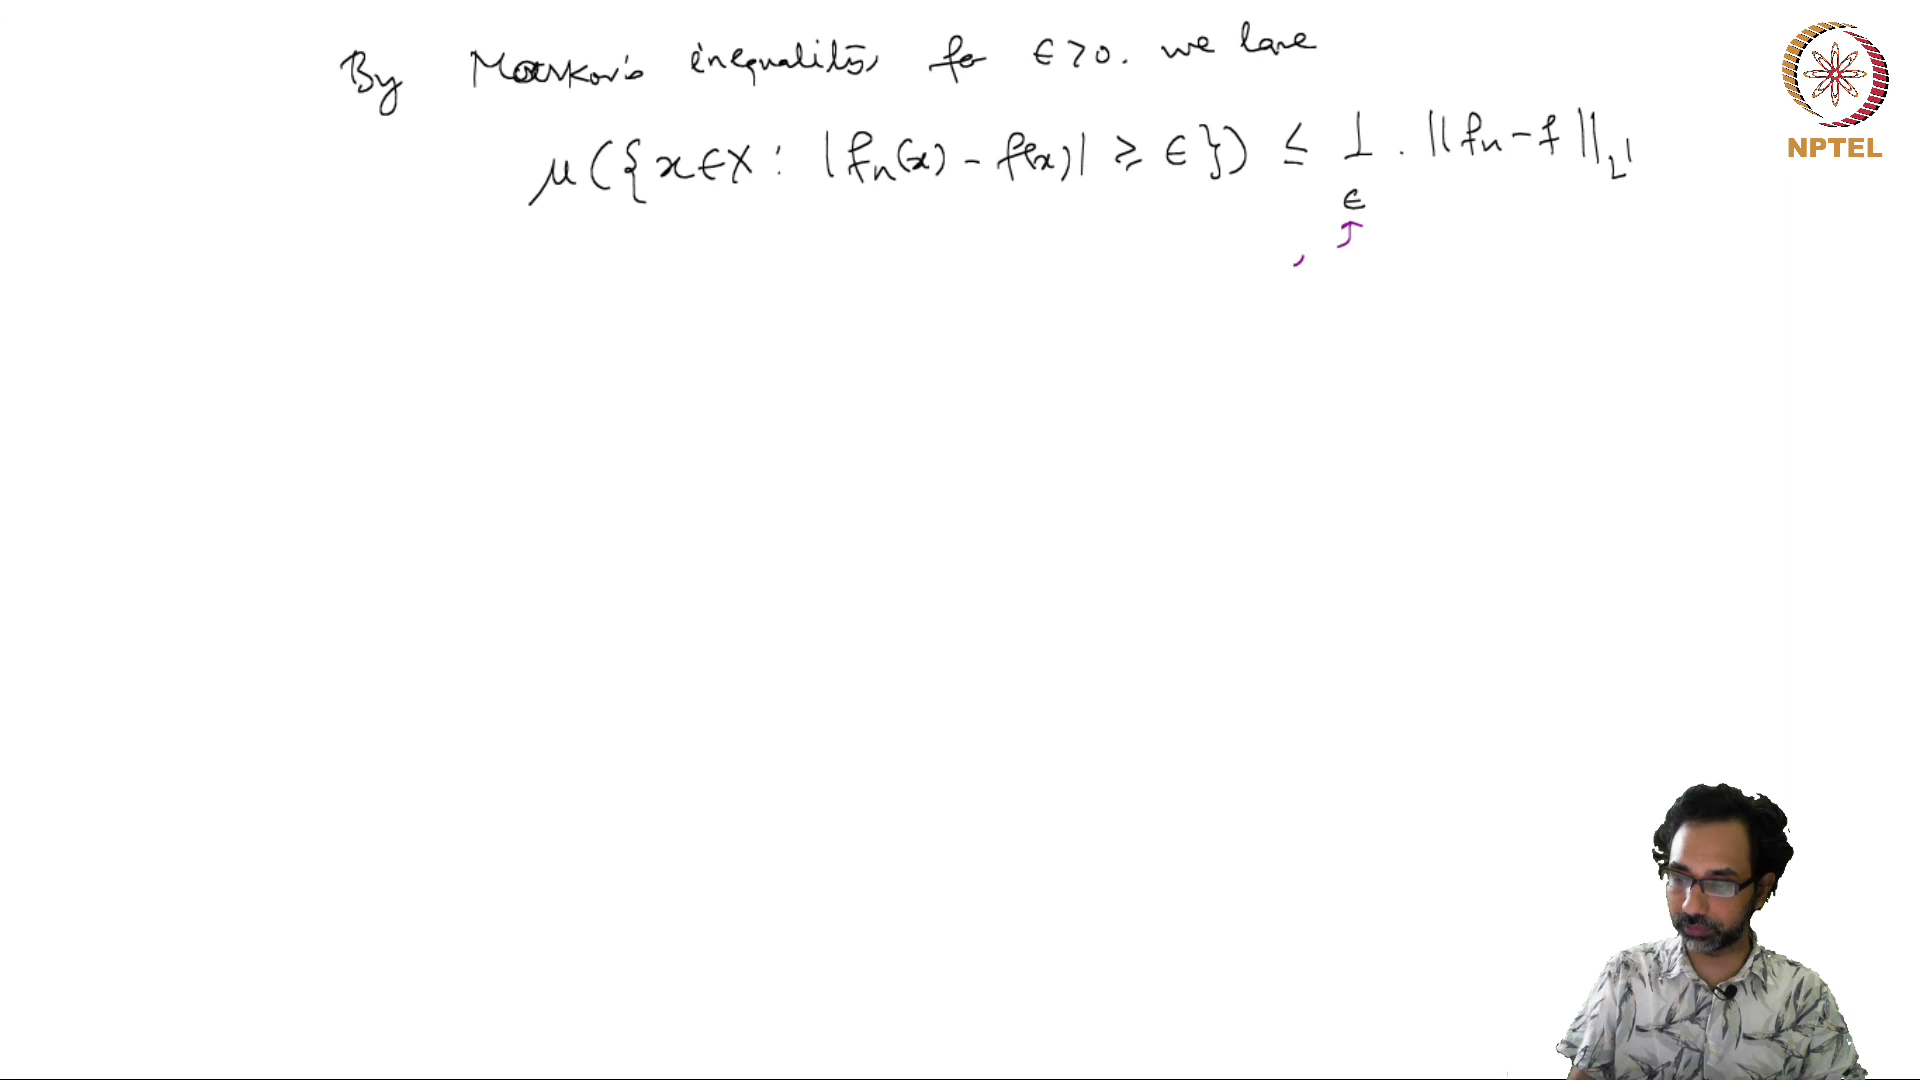 By Markov's inequality, for ϵ>0. we have
μ({x∈X : |fₙ(x) - f(x)| ≥ ϵ}) ≤ 1/ϵ . ||fₙ - f||_L¹
NPTEL